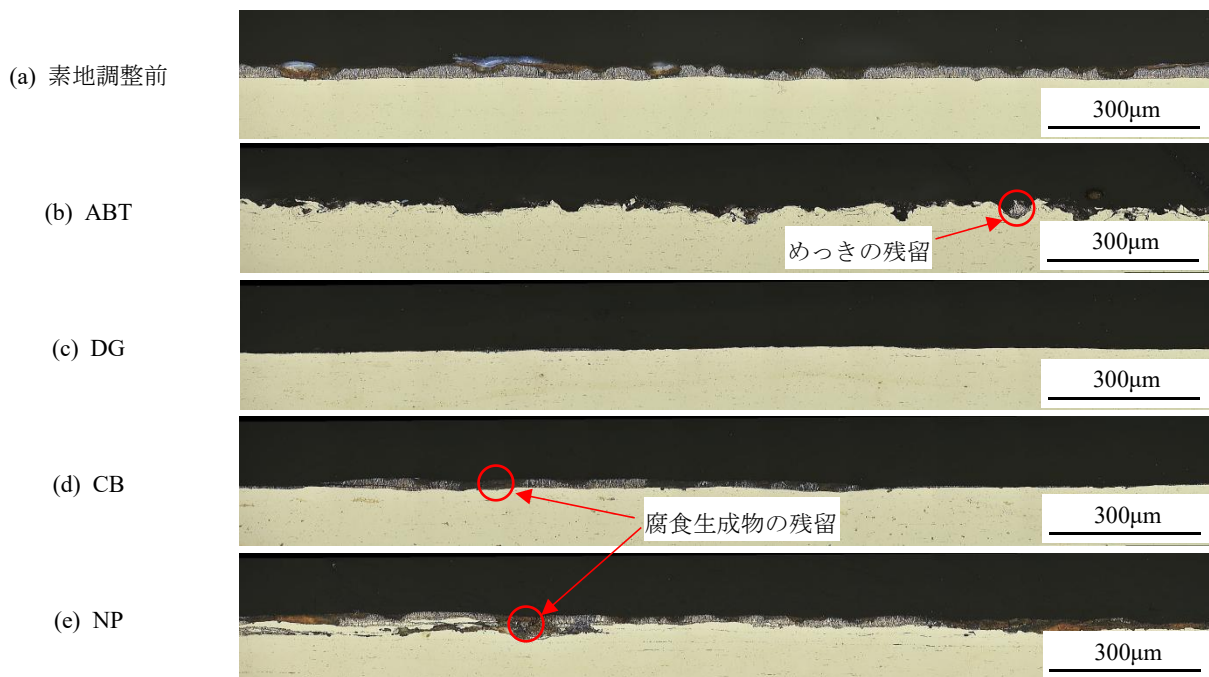 (a) 素地調整前
300μm
(b) ABT
めっきの残留
300μm
(c) DG
300μm
(d) CB
腐食生成物の残留
300μm
(e) NP
300μm